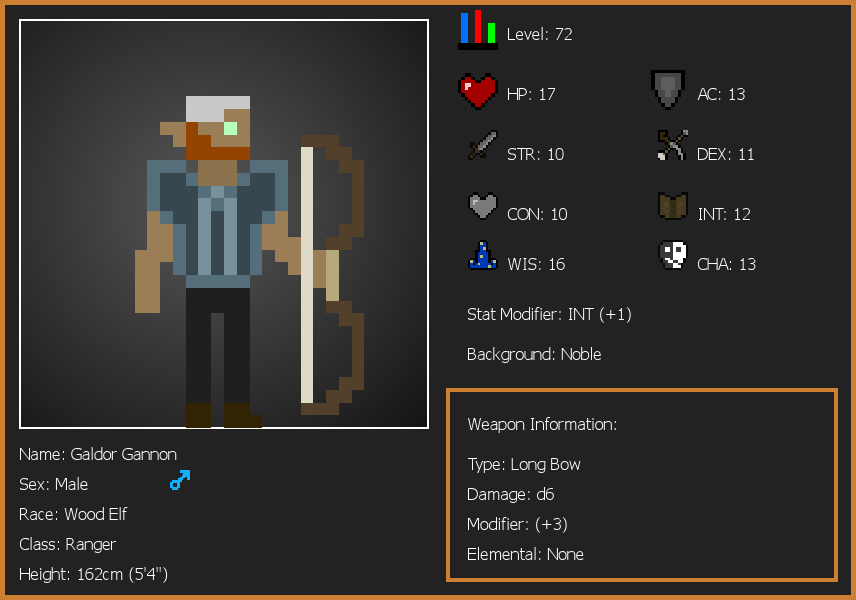 Level: 72
HP: 17
AC: 13
STR: 10
DEX: 11
CON: 10
INT: 12
WIS: 16
CHA: 13
Stat Modifier: INT (+1)
Background: Noble
Weapon Information:
Type: Long Bow
Damage: d6
Modifier: (+3)
Elemental: None
Name: Galdor Gannon
Sex: Male
Race: Wood Elf
Class: Ranger
Height: 162cm (5'4")